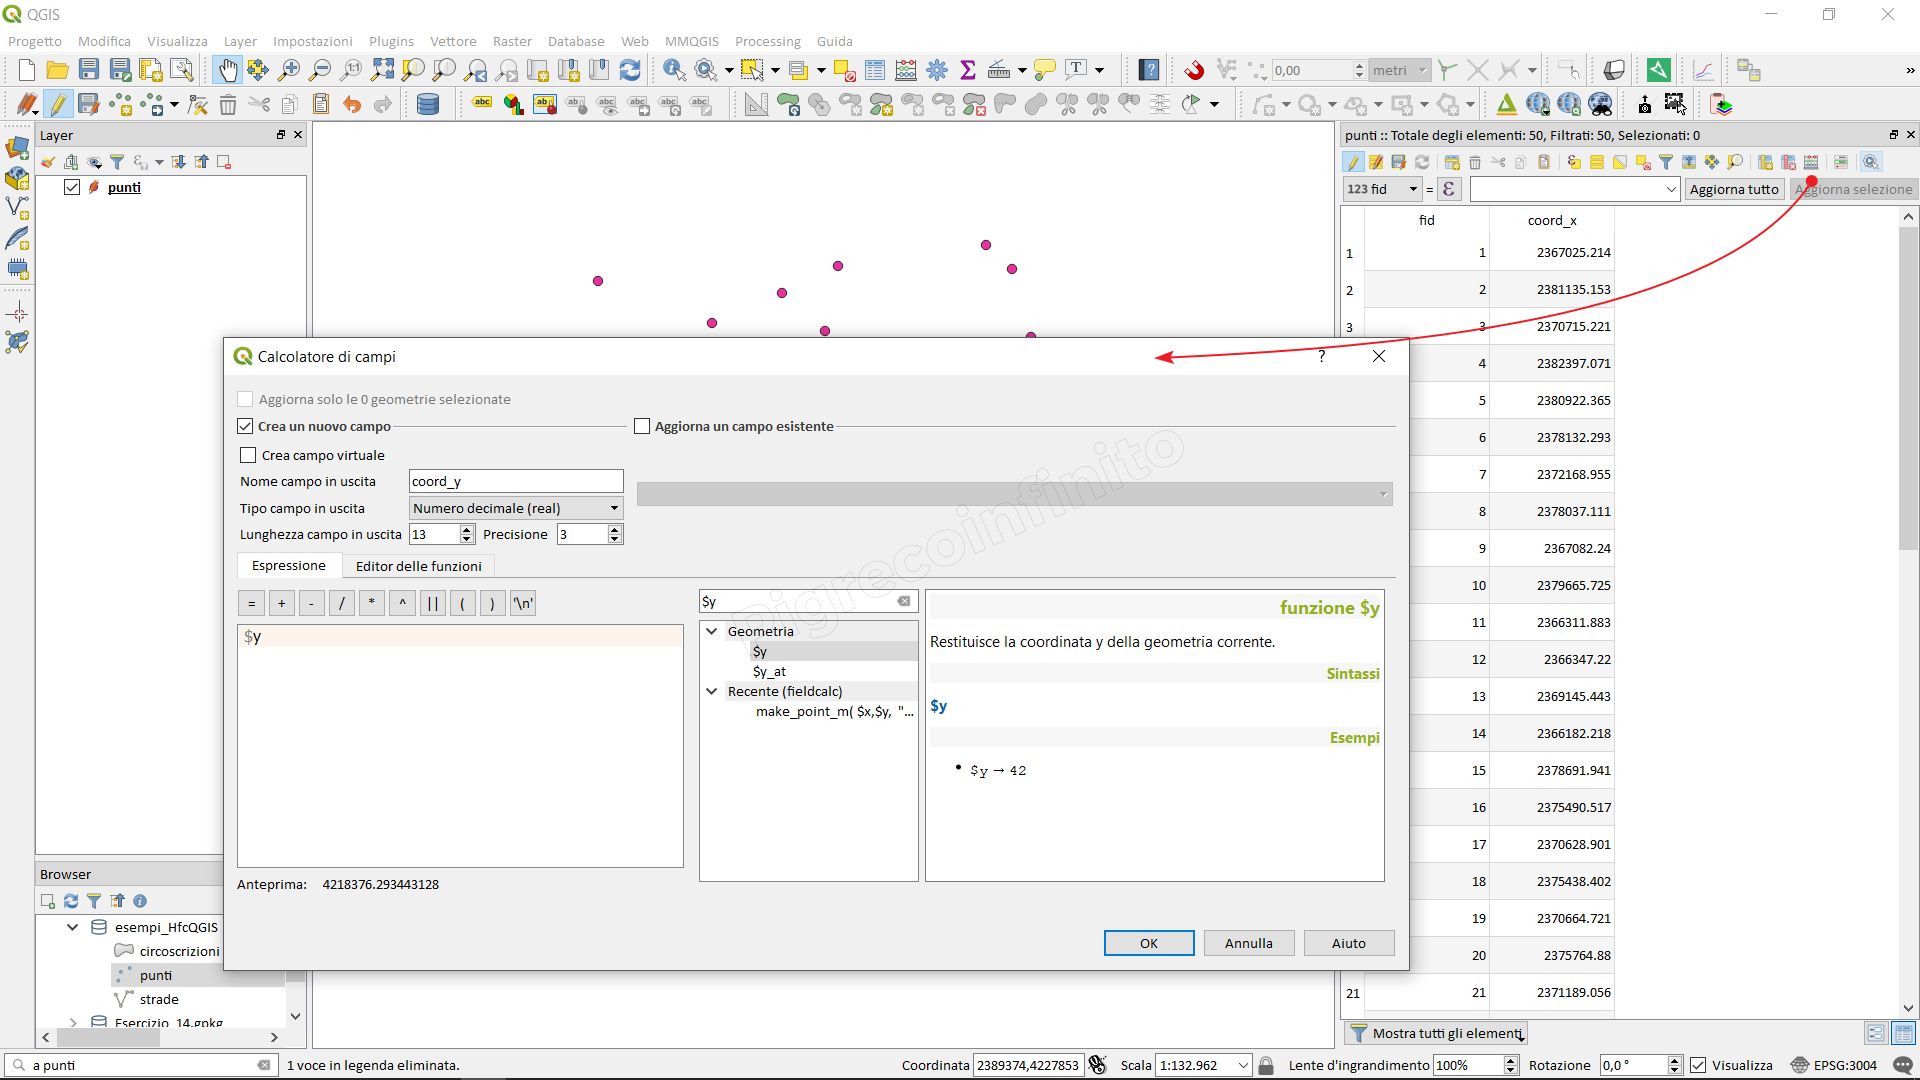 QGIS
Progetto Modifica Visualizza Layer Impostazioni Plugins Vettore Raster Database Web MMQGIS Processing Guida
0,00 metri
Layer
punti
punti :: Totale degli elementi: 50, Filtrati: 50, Selezionati: 0
123 fid = ε Aggiorna tutto Aggiorna selezione
fid coord_x
1 1 2367025.214
2 2 2381135.153
3 3 2370715.221
4 2382397.071
5 2380922.365
6 2378132.293
7 2372168.955
8 2378037.111
9 2367082.24
10 2379665.725
11 2366311.883
12 2366347.22
13 2369145.443
14 2366182.218
15 2378691.941
16 2375490.517
17 2370628.901
18 2375438.402
19 2370664.721
20 2375764.88
21 21 2371189.056
Mostra tutti gli elementi
Calcolatore di campi
?
Aggiorna solo le 0 geometrie selezionate
Crea un nuovo campo
Aggiorna un campo esistente
Crea campo virtuale
Nome campo in uscita coord_y
Tipo campo in uscita Numero decimale (real)
Lunghezza campo in uscita 13 Precisione 3
Espressione Editor delle funzioni
= + - / * ^ || ( ) '\n'
$y
$y
Geometria
$y
$y_at
Recente (fieldcalc)
make_point_m( $x,$y, "...
funzione $y
Restituisce la coordinata y della geometria corrente.
Sintassi
$y
Esempi
• $y → 42
Anteprima: 4218376.293443128
OK Annulla Aiuto
Pigrecoinfinito
Browser
esempi_HfcQGIS
circoscrizioni
punti
strade
Esercizio_14.gpkg
a punti
1 voce in legenda eliminata.
Coordinata 2389374,4227853 Scala 1:132.962 Lente d'ingrandimento 100% Rotazione 0,0 ° Visualizza EPSG:3004